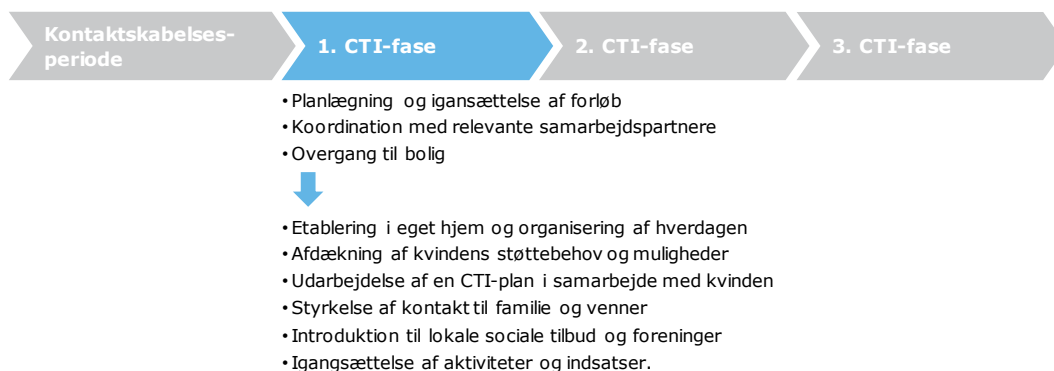 Kontaktskabelses-
periode
1. CTI-fase
2. CTI-fase
3. CTI-fase
• Planlægning og igansættelse af forløb
• Koordination med relevante samarbejdspartnere
• Overgang til bolig
• Etablering i eget hjem og organisering af hverdagen
• Afdækning af kvindens støttebehov og muligheder
• Udarbejdelse af en CTI-plan i samarbejde med kvinden
• Styrkelse af kontakt til familie og venner
• Introduktion til lokale sociale tilbud og foreninger
• Igangsættelse af aktiviteter og indsatser.